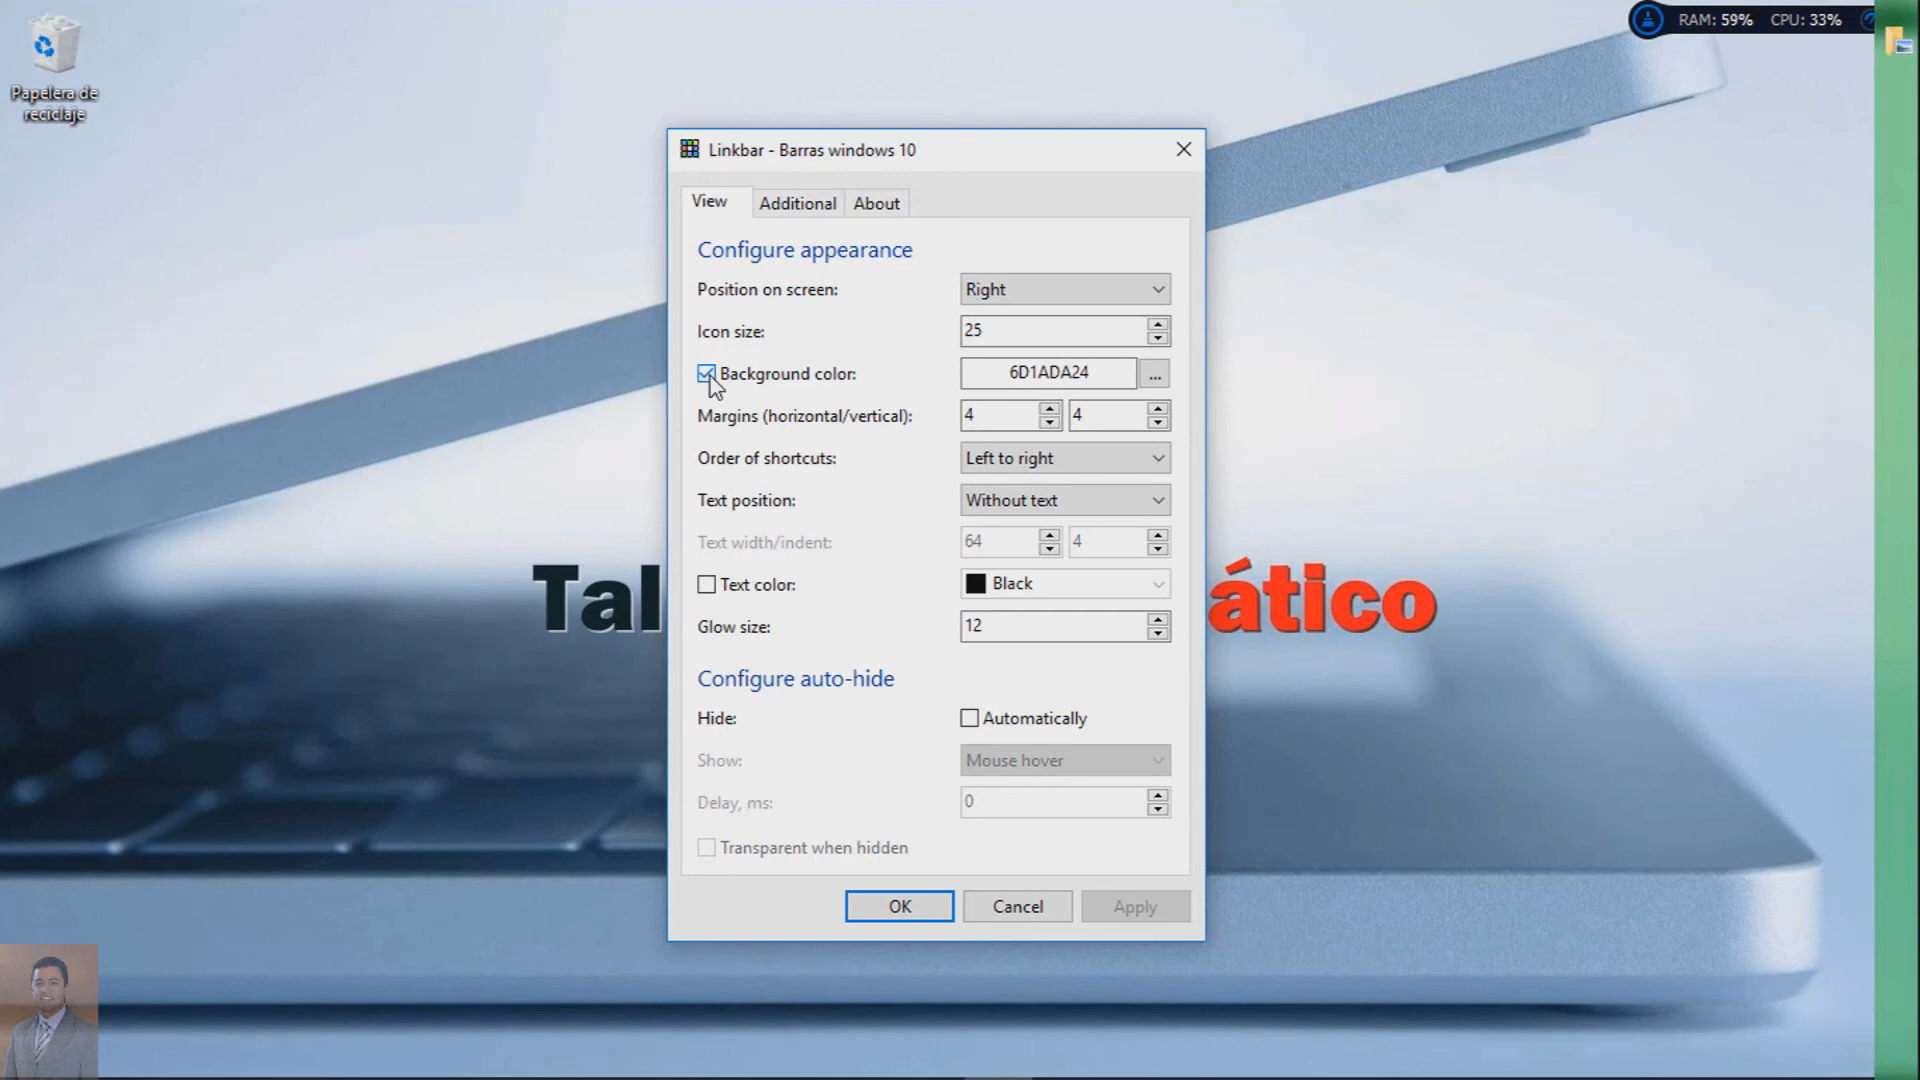 Papelera de
reciclaje
RAM: 59% CPU: 33%
Linkbar - Barras windows 10
View Additional About
Configure appearance
Position on screen: Right
Icon size: 25
Background color: 6D1ADA24 ...
Margins (horizontal/vertical): 4 4
Order of shortcuts: Left to right
Text position: Without text
Text width/indent: 64 4
Text color: Black
Tal ático
Glow size: 12
Configure auto-hide
Hide: Automatically
Show: Mouse hover
Delay, ms: 0
Transparent when hidden
OK Cancel Apply